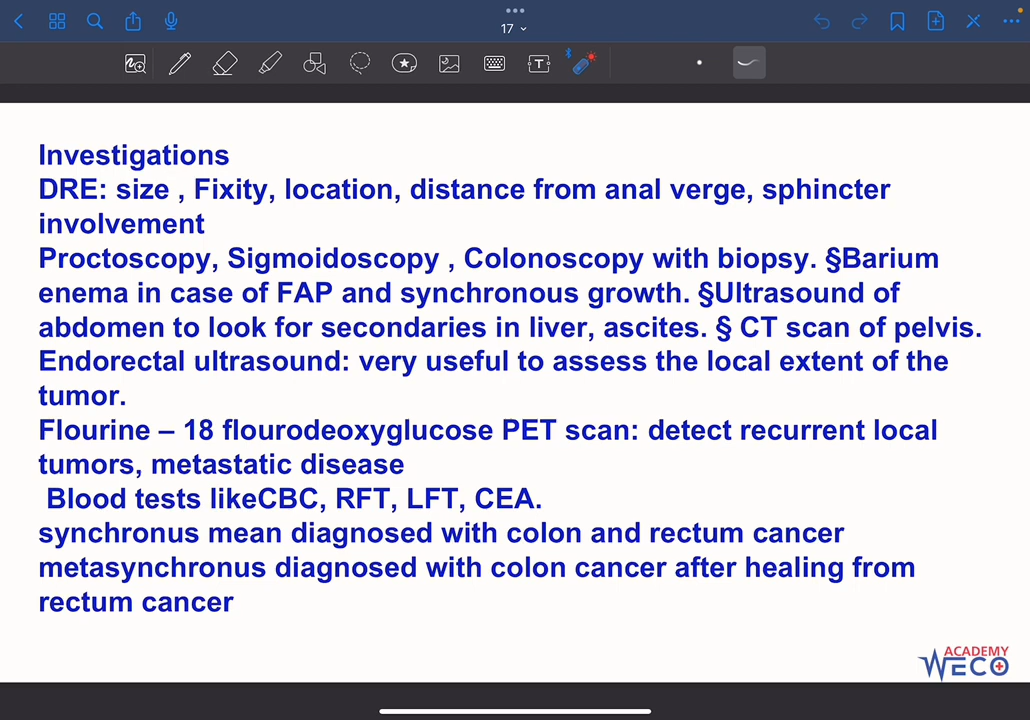 17
Investigations
DRE: size , Fixity, location, distance from anal verge, sphincter
involvement
Proctoscopy, Sigmoidoscopy , Colonoscopy with biopsy. §Barium
enema in case of FAP and synchronous growth. §Ultrasound of
abdomen to look for secondaries in liver, ascites. § CT scan of pelvis.
Endorectal ultrasound: very useful to assess the local extent of the
tumor.
Flourine – 18 flourodeoxyglucose PET scan: detect recurrent local
tumors, metastatic disease
Blood tests likeCBC, RFT, LFT, CEA.
synchronus mean diagnosed with colon and rectum cancer
metasynchronus diagnosed with colon cancer after healing from
rectum cancer
ACADEMY
WECO